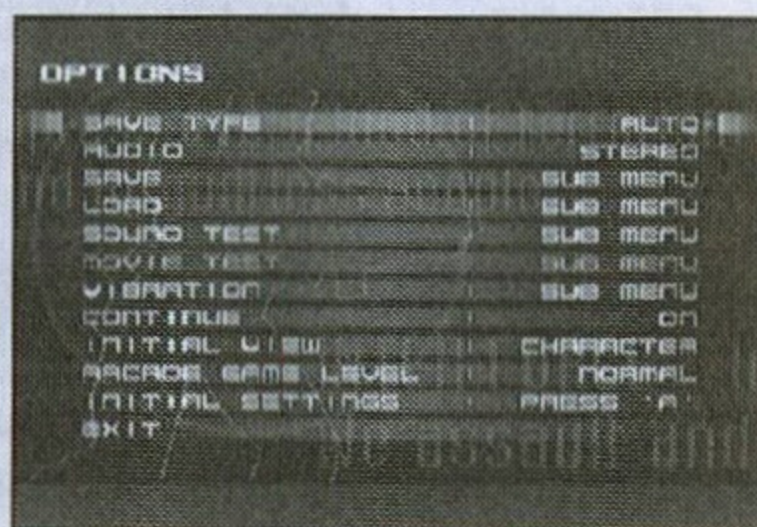 OPTIONS
SAVE TYPE AUTO
AUDIO STEREO
SAVE SUB MENU
LOAD SUB MENU
SOUND TEST SUB MENU
MOVIE TEST SUB MENU
VIBRATION SUB MENU
CONTINUE ON
INITIAL VIEW CHARACTER
ARCADE GAME LEVEL NORMAL
INITIAL SETTINGS PRESS 'A'
EXIT